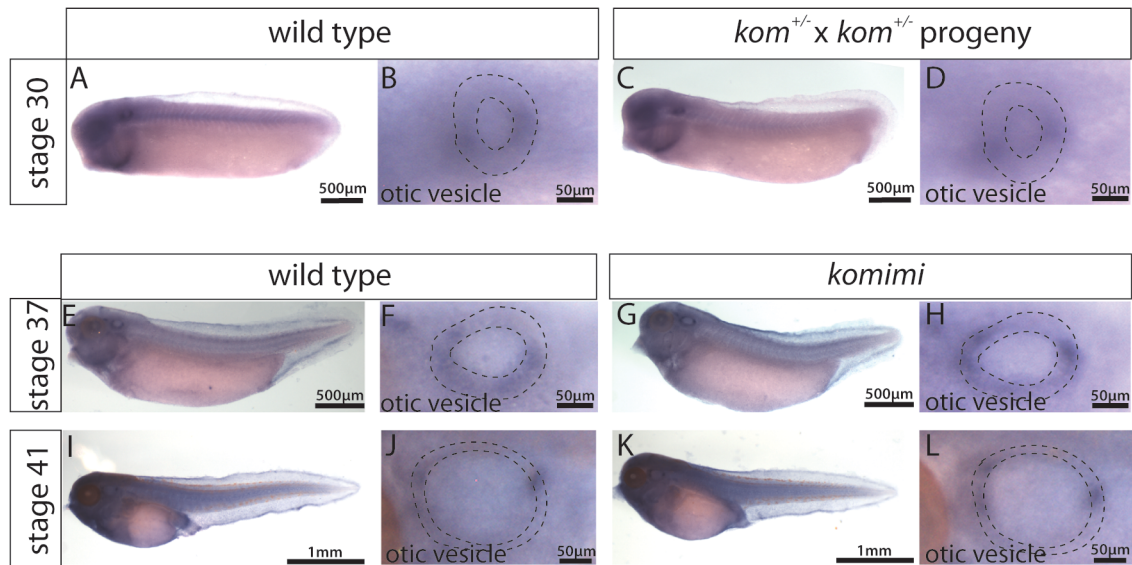 wild type
kom+/- x kom+/- progeny
stage 30
A
B
C
D
500μm
otic vesicle
50μm
500μm
otic vesicle
50μm
wild type
komimi
stage 37
E
F
G
H
500μm
otic vesicle
50μm
500μm
otic vesicle
50μm
stage 41
I
J
K
L
1mm
otic vesicle
50μm
1mm
otic vesicle
50μm